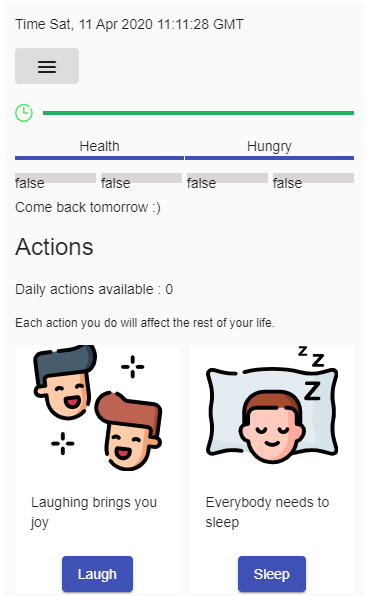 Time Sat, 11 Apr 2020 11:11:28 GMT
Health Hungry
false false false false
Come back tomorrow :)
Actions
Daily actions available : 0
Each action you do will affect the rest of your life.
z z z
Laughing brings you
joy
Everybody needs to
sleep
Laugh Sleep